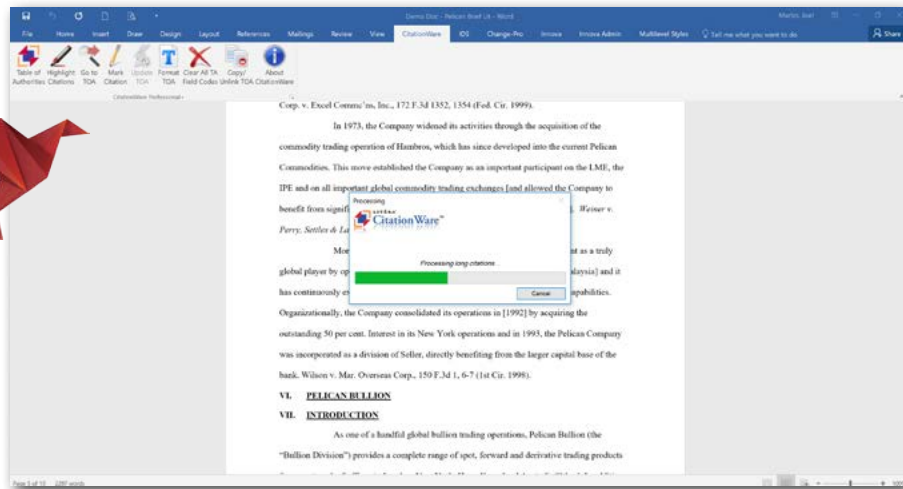 Demo Doc - Pelican Brief LK - Word
File Home Insert Draw Design Layout References Mailings Review View CitationWare iDS Change-Pro Innova Innova Admin Multilevel Styles Tell me what you want to do Share
Table of Authorities Highlight Citations Go to TOA Mark Citation Update TOA Format TOA Clear All TA Field Codes Copy/ Unlink TOA About CitationWare
CitationWare Professional
Corp. v. Excel Commc'ns, Inc., 172 F.3d 1352, 1354 (Fed. Cir. 1999).
In 1973, the Company widened its activities through the acquisition of the
commodity trading operation of Hambros, which has since developed into the current Pelican
Commodities. This move established the Company as an important participant on the LME, the
IPE and on all important global commodity trading exchanges [and allowed the Company to
benefit from signifi Weiner v.
Perry, Settles & La
Mor nt as a truly
global player by op alaysia] and it
has continuously e apabilities.
Processing
CitationWare
Processing long citations
Cancel
Organizationally, the Company consolidated its operations in [1992] by acquiring the
outstanding 50 per cent. Interest in its New York operations and in 1993, the Pelican Company
was incorporated as a division of Seller, directly benefiting from the larger capital base of the
bank. Wilson v. Mar. Overseas Corp., 150 F.3d 1, 6-7 (1st Cir. 1998).
VI. PELICAN BULLION
VII. INTRODUCTION
As one of a handful global bullion trading operations, Pelican Bullion (the
"Bullion Division") provides a complete range of spot, forward and derivative trading products
Page 5 of 15 2287 words